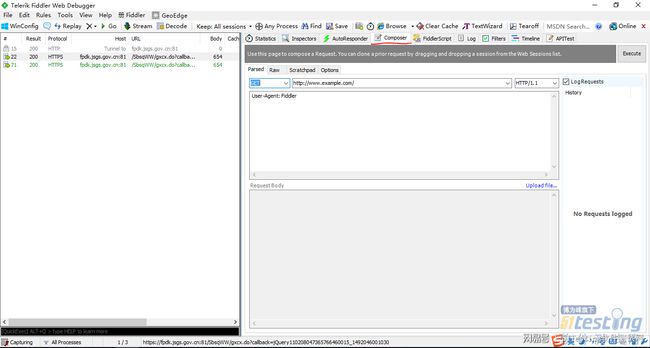 Telerik Fiddler Web Debugger
File Edit Rules Tools View Help Fiddler GeoEdge
WinConfig Replay Go Stream Decode Keep: All sessions Any Process Find Save Browse Clear Cache TextWizard Tearoff MSDN Search... Online
# Result Protocol Host URL Body Cach
15 200 HTTP Tunnel to fpdk.jsgs.gov.cn:81 0
22 200 HTTPS fpdk.jsgs.gov.cn:81 /SbsqWW/gxcx.do?callba... 654
71 200 HTTPS fpdk.jsgs.gov.cn:81 /SbsqWW/gxcx.do?callba... 654
Statistics Inspectors AutoResponder Composer FiddlerScript Log Filters Timeline APITest
Use this page to compose a Request. You can clone a prior request by dragging and dropping a session from the Web Sessions list.
Execute
Parsed Raw Scratchpad Options
GET http://www.example.com/ HTTP/1.1
Log Requests
History
User-Agent: Fiddler
Request Body Upload file...
No Requests logged
博为峰旗下
51testing
[QuickExec] ALT+Q > type HELP to learn more
Capturing All Processes 1 / 3 https://fpdk.jsgs.gov.cn:81/SbsqWW/gxcx.do?callback=jQuery110208047365766460015_1492046001030